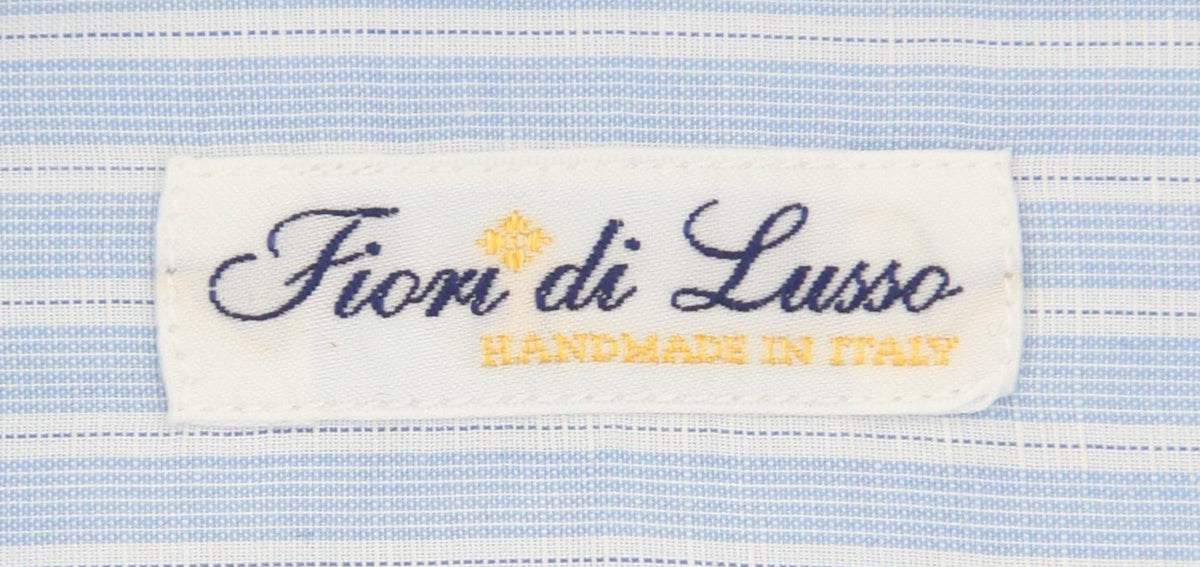 Fiori di Lusso
HANDMADE IN ITALY